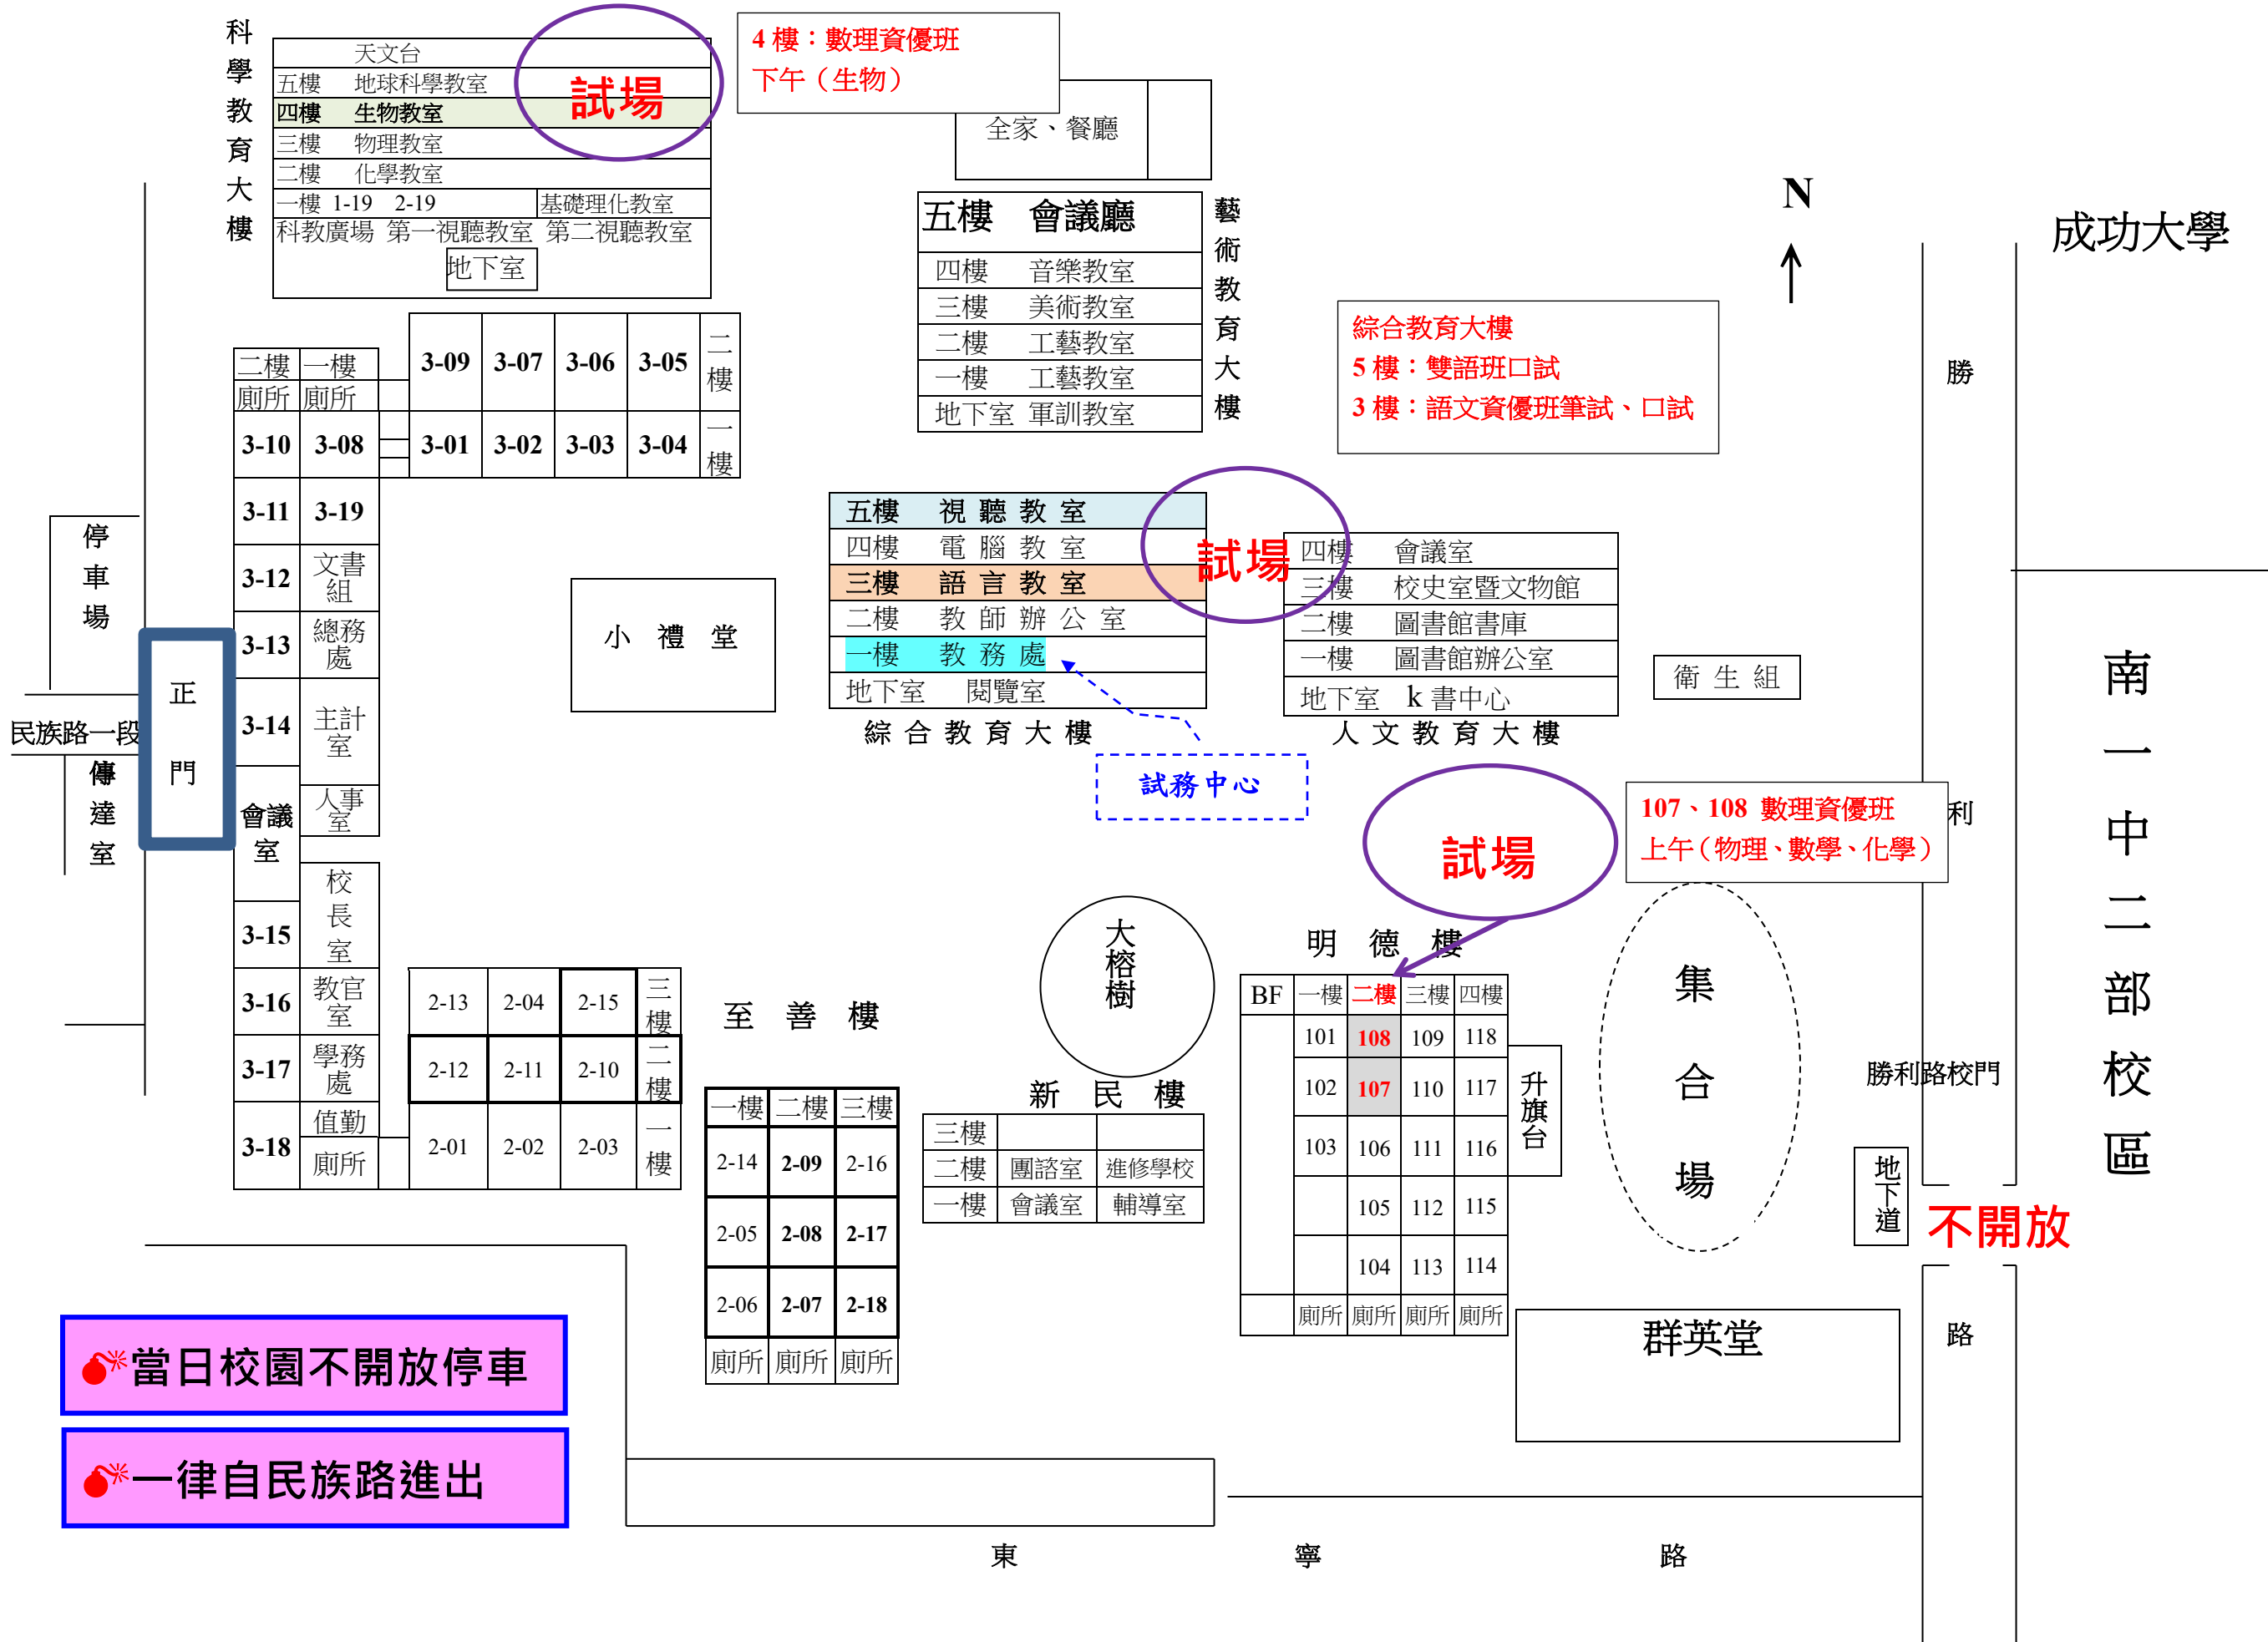 科學教育大樓
天文台
五樓 地球科學教室
四樓 生物教室
三樓 物理教室
二樓 化學教室
一樓 1-19 2-19 基礎理化教室
科教廣場 第一視聽教室 第二視聽教室
地下室
試場
4 樓：數理資優班
下午（生物）
全家、餐廳
五樓 會議廳
四樓 音樂教室
三樓 美術教室
二樓 工藝教室
一樓 工藝教室
地下室 軍訓教室
藝術教育大樓
N
成功大學
綜合教育大樓
5 樓：雙語班口試
3 樓：語文資優班筆試、口試
二樓 一樓
廁所 廁所
3-10 3-08
3-11 3-19
3-12 文書組
3-13 總務處
3-14 主計室
會議室 人事室
3-15 校長室
3-16 教官室
3-17 學務處
3-18 值勤
廁所
3-09 3-07 3-06 3-05 二樓
3-01 3-02 3-03 3-04 一樓
停車場
正門
民族路一段
傳達室
小禮堂
五樓 視聽教室
四樓 電腦教室
三樓 語言教室
二樓 教師辦公室
一樓 教務處
地下室 閱覽室
綜合教育大樓
試場
四樓 會議室
三樓 校史室暨文物館
二樓 圖書館書庫
一樓 圖書館辦公室
地下室 k 書中心
人文教育大樓
試務中心
衛生組
勝利路
南一中二部校區
試場
107、108 數理資優班
上午（物理、數學、化學）
2-13 2-04 2-15 三樓
2-12 2-11 2-10 二樓
2-01 2-02 2-03 一樓
至善樓
一樓 二樓 三樓
2-14 2-09 2-16
2-05 2-08 2-17
2-06 2-07 2-18
廁所 廁所 廁所
大榕樹
新民樓
三樓
二樓 團諮室 進修學校
一樓 會議室 輔導室
明德樓
BF 一樓 二樓 三樓 四樓
101 108 109 118
102 107 110 117
103 106 111 116
105 112 115
104 113 114
廁所 廁所 廁所 廁所
升旗台
集合場
勝利路校門
地下道
不開放
群英堂
當日校園不開放停車
一律自民族路進出
東寧路